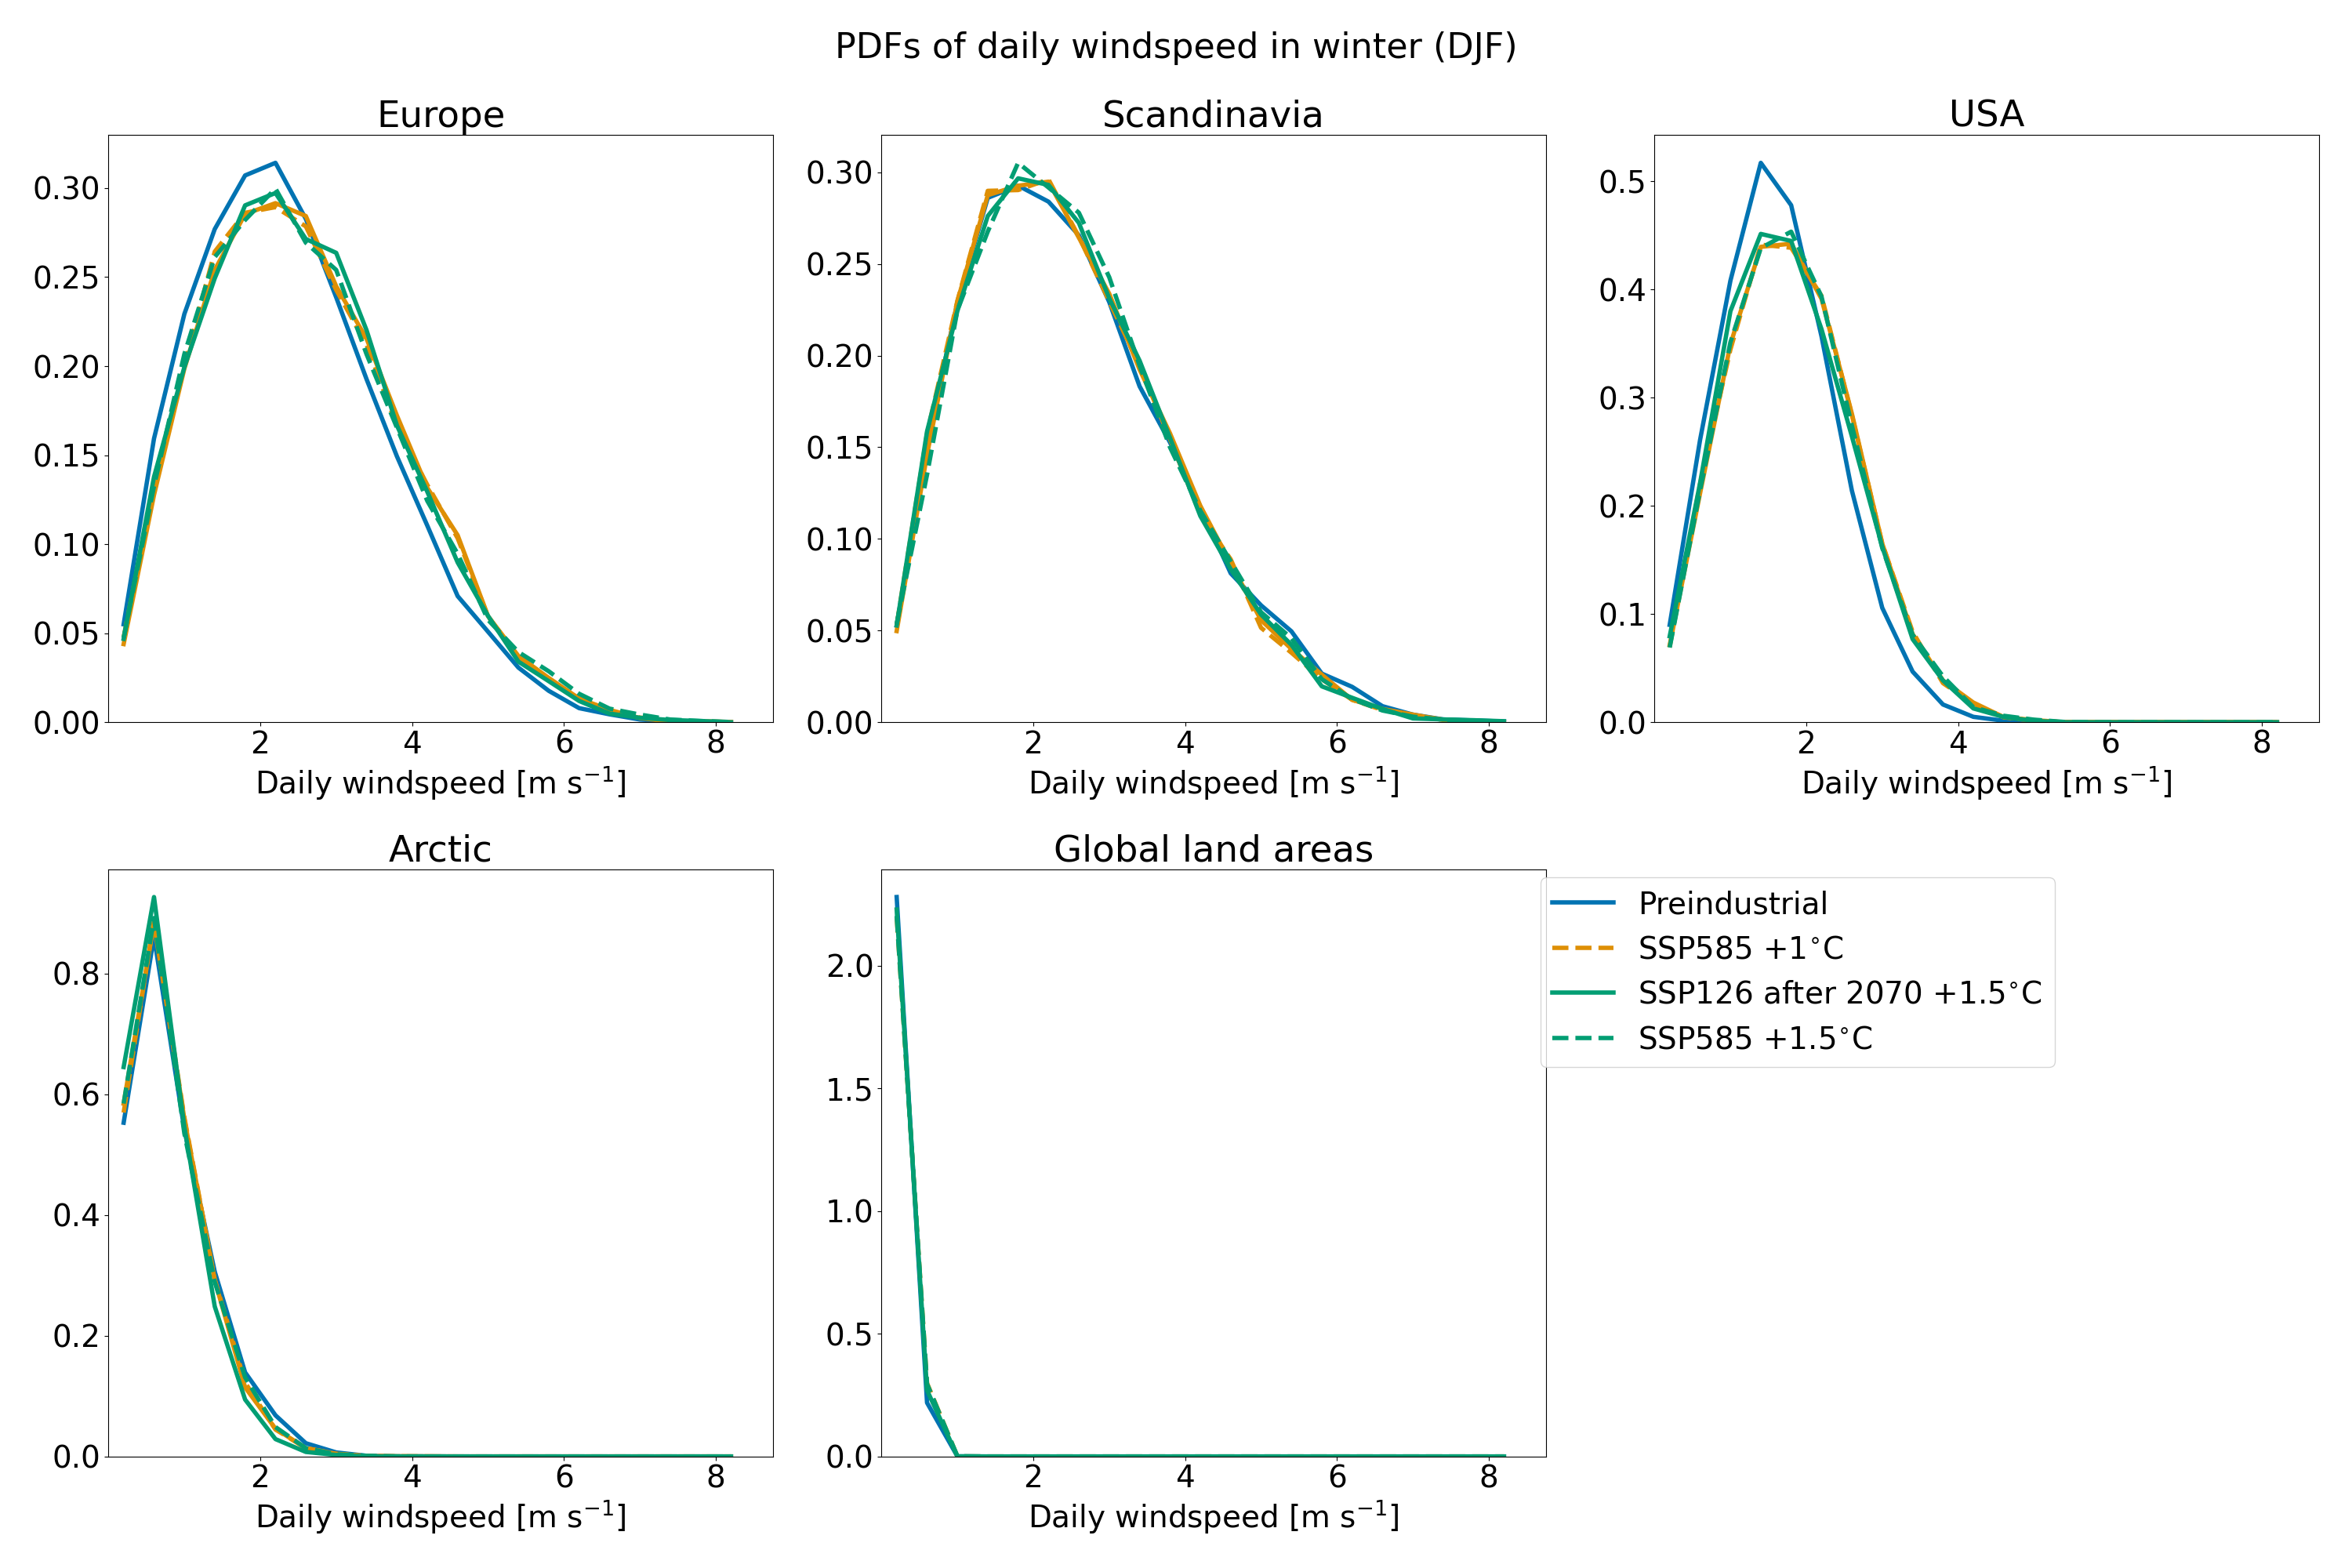 PDFs of daily windspeed in winter (DJF)
Europe
0.30
0.25
0.20
0.15
0.10
0.05
0.00
2 4 6 8
Daily windspeed [m s⁻¹]
Scandinavia
0.30
0.25
0.20
0.15
0.10
0.05
0.00
2 4 6 8
Daily windspeed [m s⁻¹]
USA
0.5
0.4
0.3
0.2
0.1
0.0
2 4 6 8
Daily windspeed [m s⁻¹]
Arctic
0.8
0.6
0.4
0.2
0.0
2 4 6 8
Daily windspeed [m s⁻¹]
Global land areas
2.0
1.5
1.0
0.5
0.0
2 4 6 8
Daily windspeed [m s⁻¹]
Preindustrial
SSP585 +1°C
SSP126 after 2070 +1.5°C
SSP585 +1.5°C